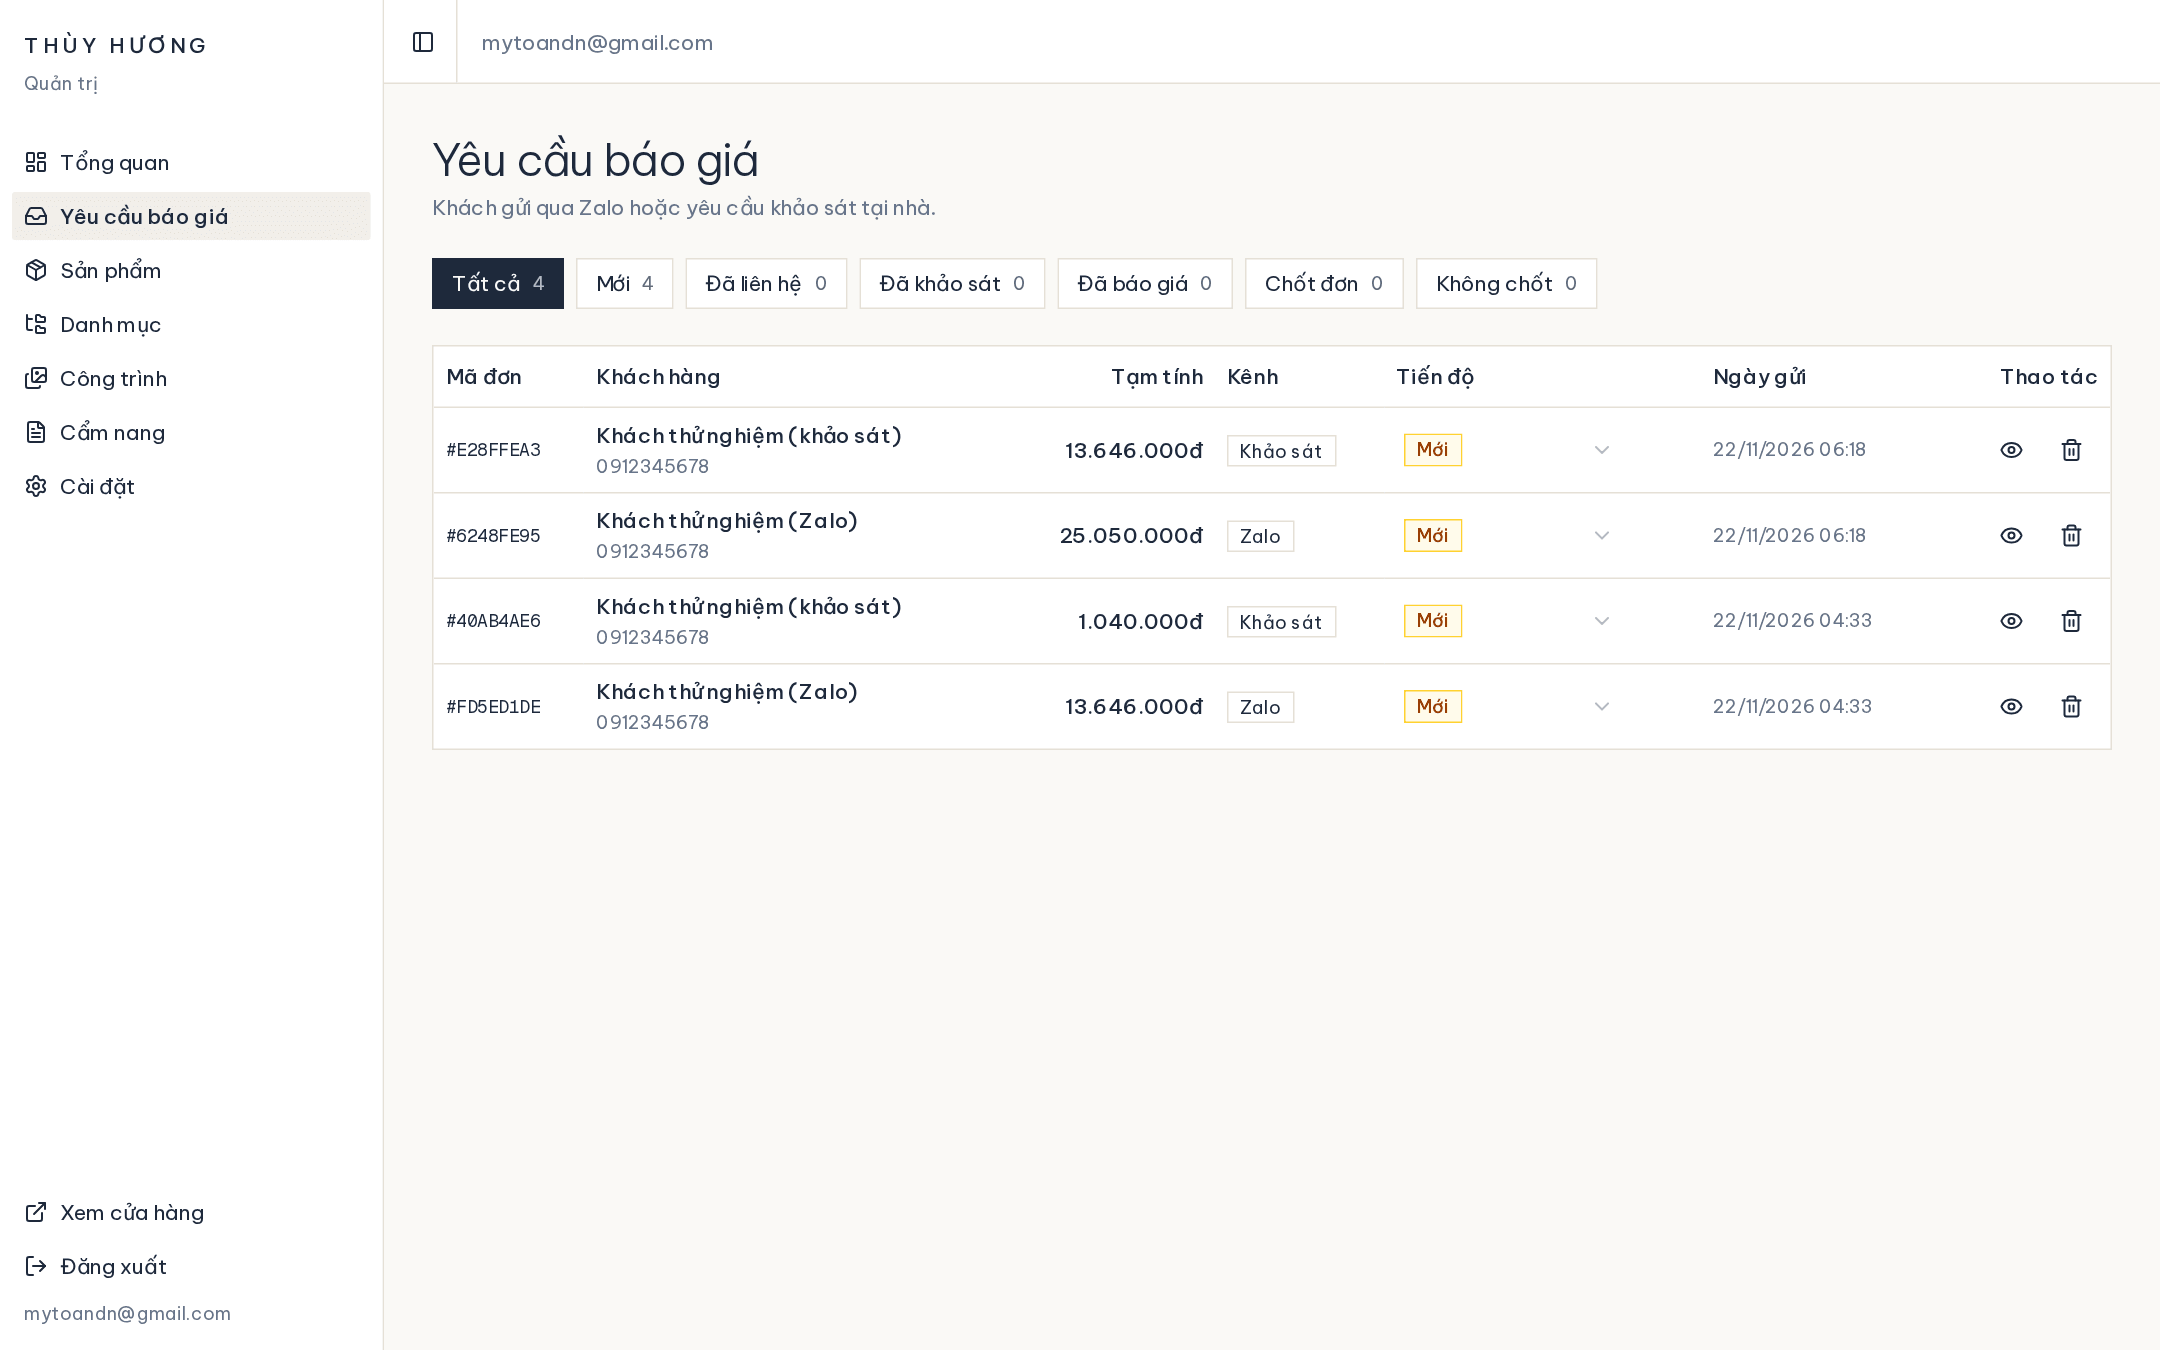 THÙY HƯƠNG
Quản trị
Tổng quan
Yêu cầu báo giá
Sản phẩm
Danh mục
Công trình
Cẩm nang
Cài đặt
Xem cửa hàng
Đăng xuất
mytoandn@gmail.com
mytoandn@gmail.com
Yêu cầu báo giá
Khách gửi qua Zalo hoặc yêu cầu khảo sát tại nhà.
Tất cả 4 Mới 4 Đã liên hệ 0 Đã khảo sát 0 Đã báo giá 0 Chốt đơn 0 Không chốt 0
Mã đơn Khách hàng Tạm tính Kênh Tiến độ Ngày gửi Thao tác
#E28FFEA3 Khách thử nghiệm (khảo sát) 13.646.000đ Khảo sát Mới 22/11/2026 06:18
0912345678
#6248FE95 Khách thử nghiệm (Zalo) 25.050.000đ Zalo Mới 22/11/2026 06:18
0912345678
#40AB4AE6 Khách thử nghiệm (khảo sát) 1.040.000đ Khảo sát Mới 22/11/2026 04:33
0912345678
#FD5ED1DE Khách thử nghiệm (Zalo) 13.646.000đ Zalo Mới 22/11/2026 04:33
0912345678